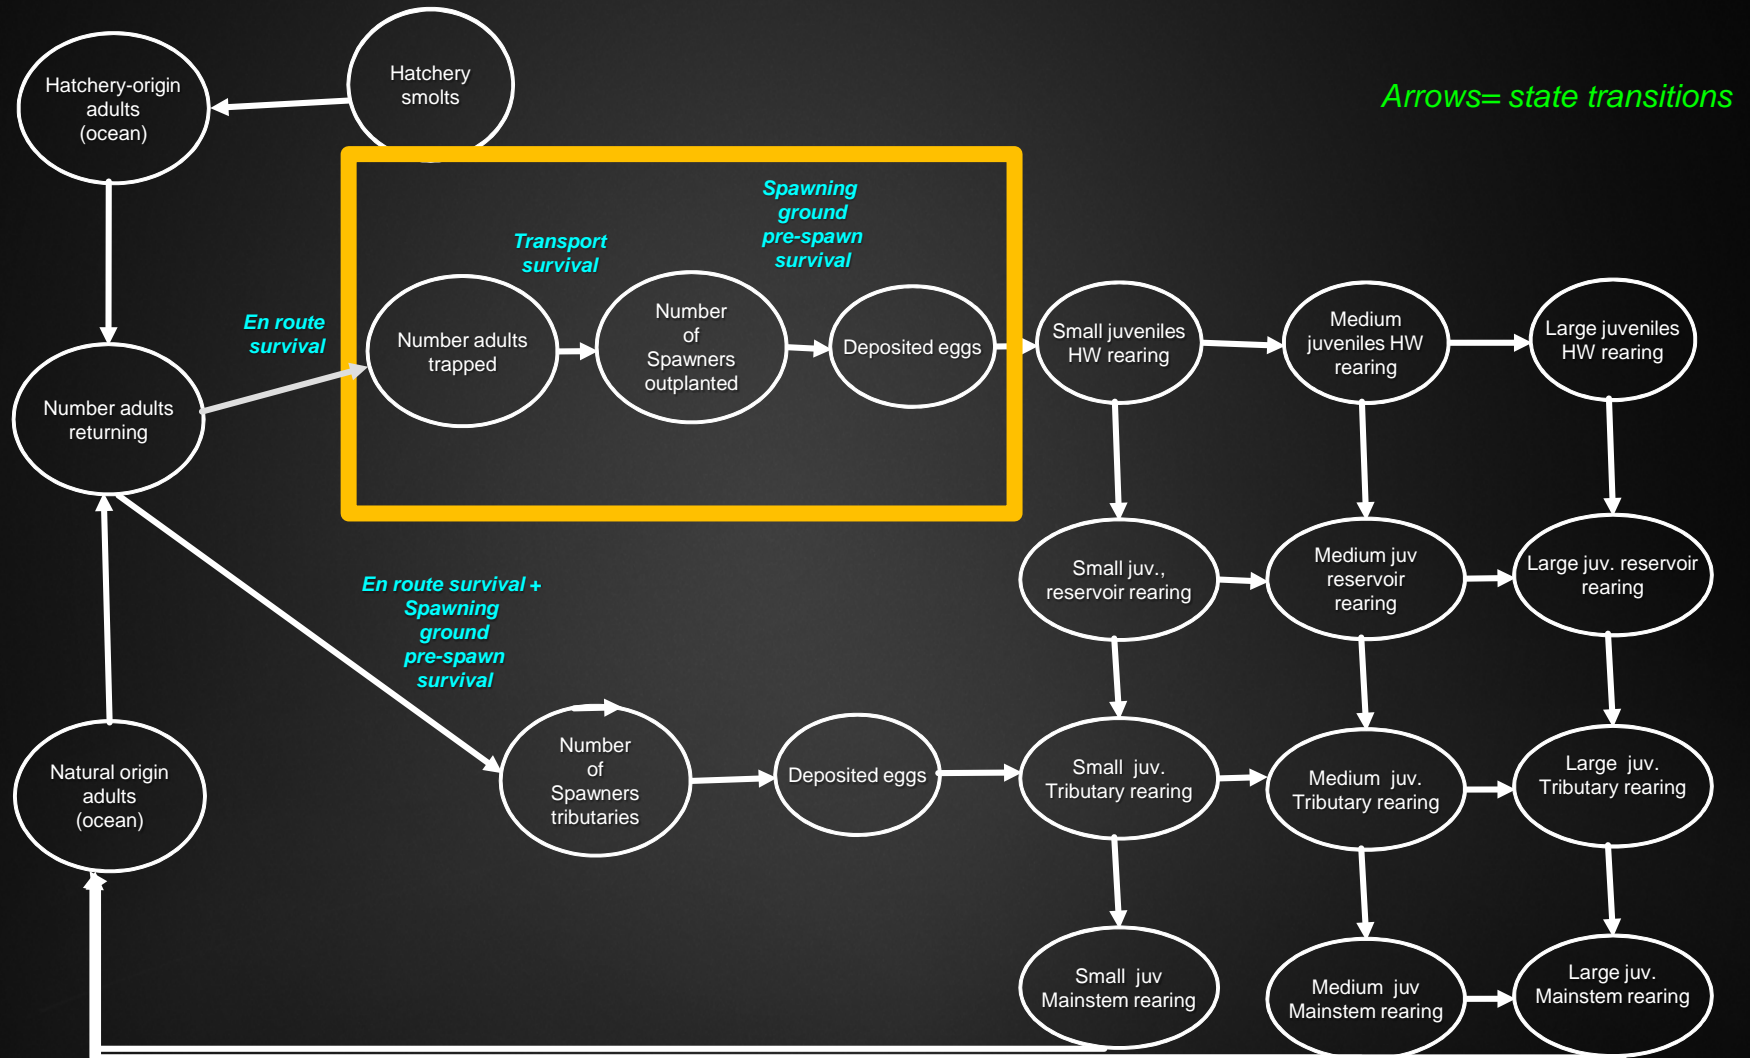 Hatchery-origin
adults
(ocean)
Hatchery
smolts
Arrows= state transitions
Spawning
ground
pre-spawn
survival
Transport
survival
En route
survival
Number adults
trapped
Number
of
Spawners
outplanted
Deposited eggs
Small juveniles
HW rearing
Medium
juveniles HW
rearing
Large juveniles
HW rearing
Number adults
returning
Small juv.,
reservoir rearing
Medium juv
reservoir
rearing
Large juv. reservoir
rearing
En route survival +
Spawning
ground
pre-spawn
survival
Natural origin
adults
(ocean)
Number
of
Spawners
tributaries
Deposited eggs
Small juv.
Tributary rearing
Medium juv.
Tributary rearing
Large juv.
Tributary rearing
Small juv
Mainstem rearing
Medium juv
Mainstem rearing
Large juv.
Mainstem rearing